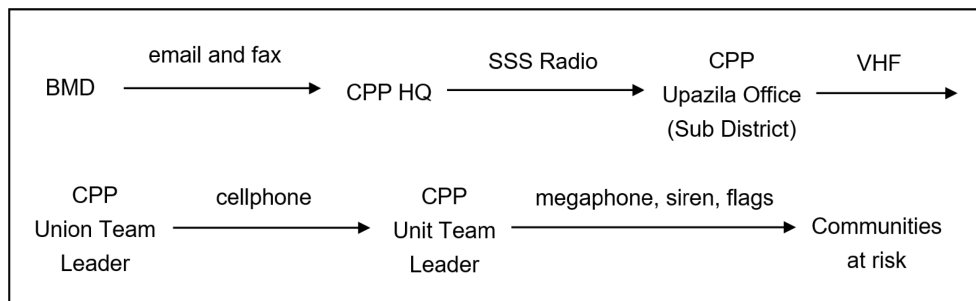 BMD
email and fax
CPP HQ
SSS Radio
CPP
Upazila Office
(Sub District)
VHF
CPP
Union Team
Leader
cellphone
CPP
Unit Team
Leader
megaphone, siren, flags
Communities
at risk